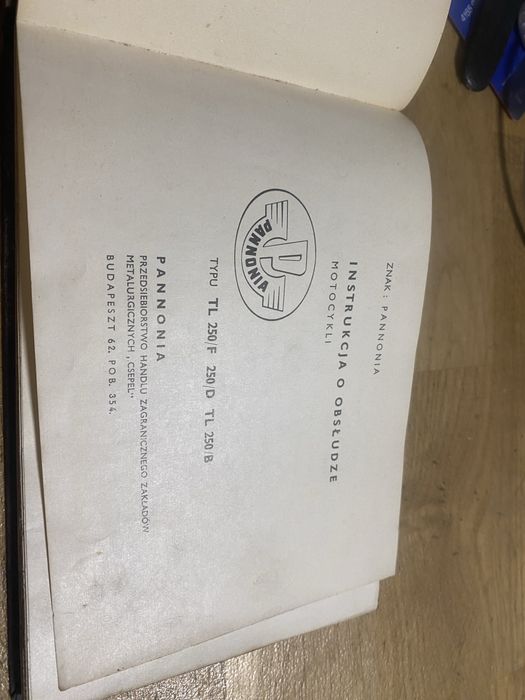 ZNAK: PANNONIA
INSTRUKCJA O OBSŁUDZE
MOTOCYKLI
P
PANNONIA
TYPU TL 250/F 250/D TL 250/B
PANNONIA
PRZEDSIEBIORSTWO HANDLU ZAGRANICZNEGO ZAKŁADÓW
METALURGICZNYCH „CSEPEL"
BUDAPESZT 62. POB. 354.